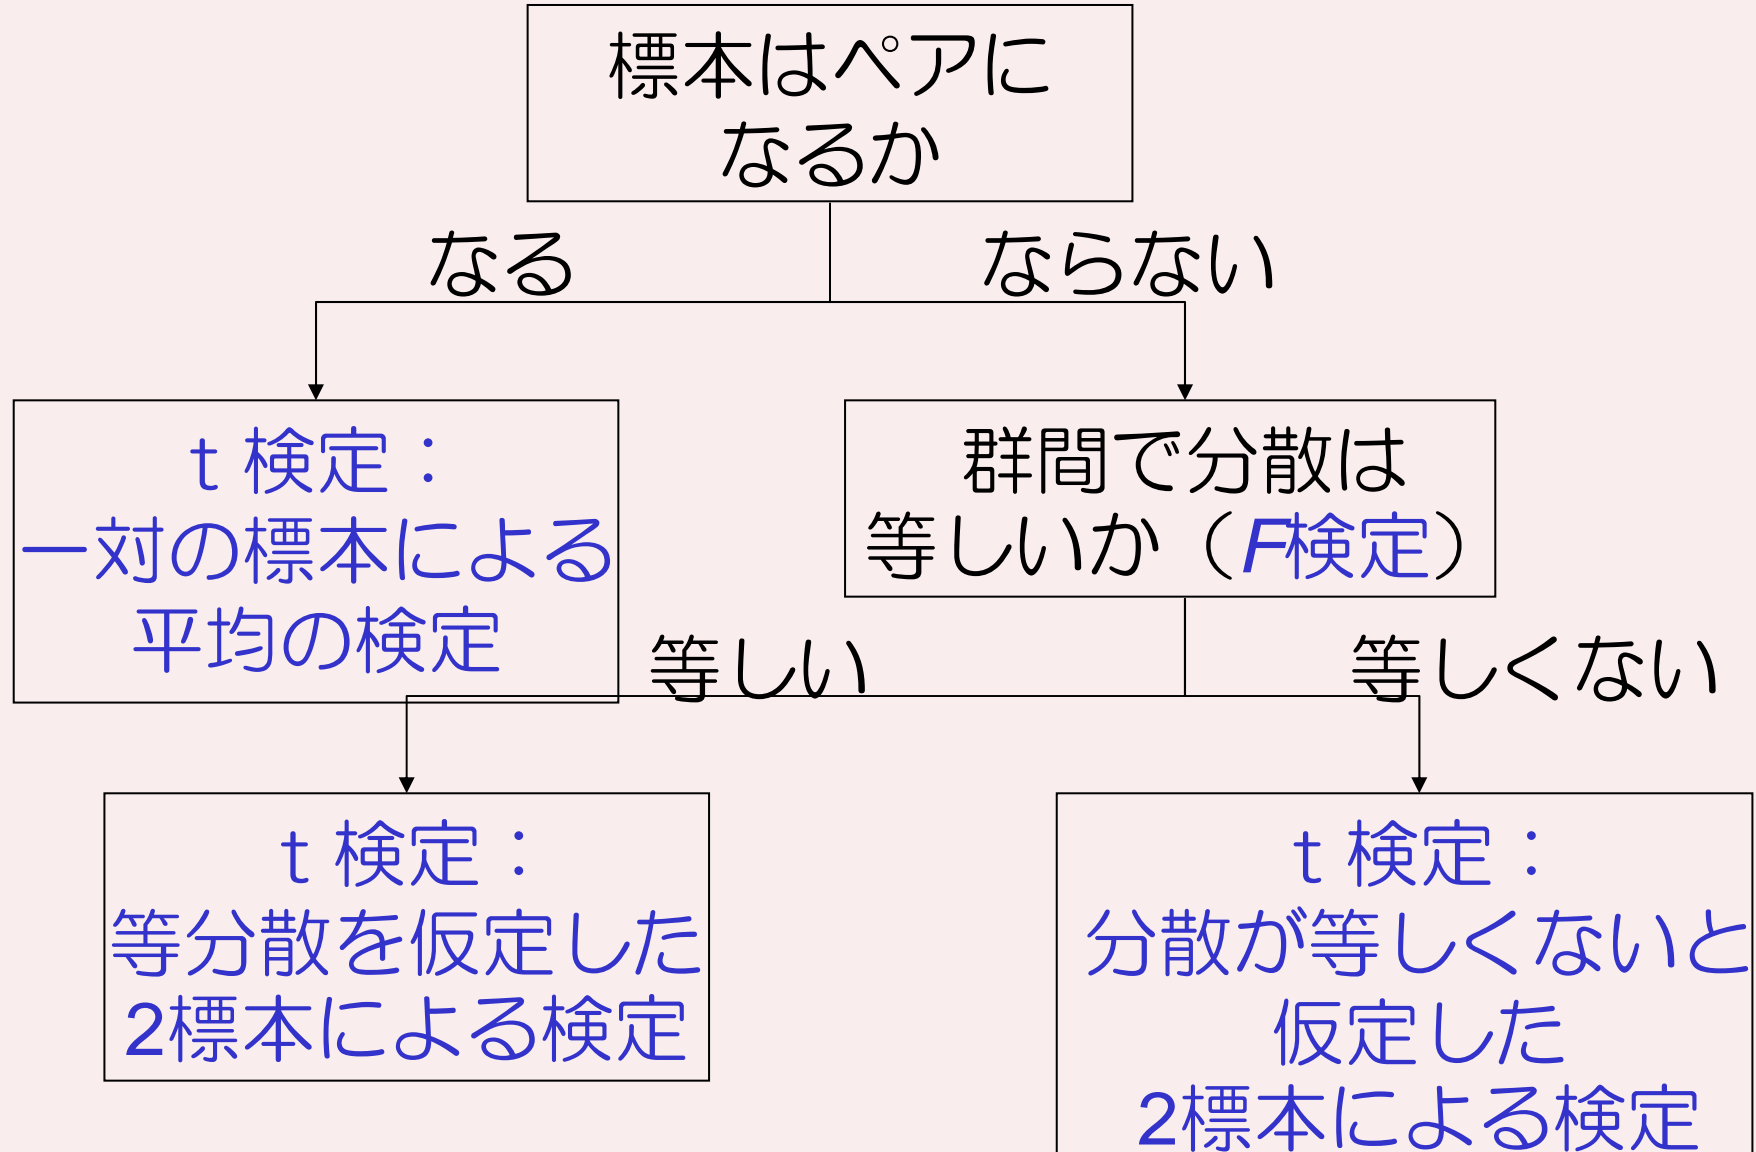 標本はペアに
なるか
なる
ならない
t 検定：
一対の標本による
平均の検定
群間で分散は
等しいか（F検定）
等しい
等しくない
t 検定：
等分散を仮定した
2標本による検定
t 検定：
分散が等しくないと
仮定した
2標本による検定